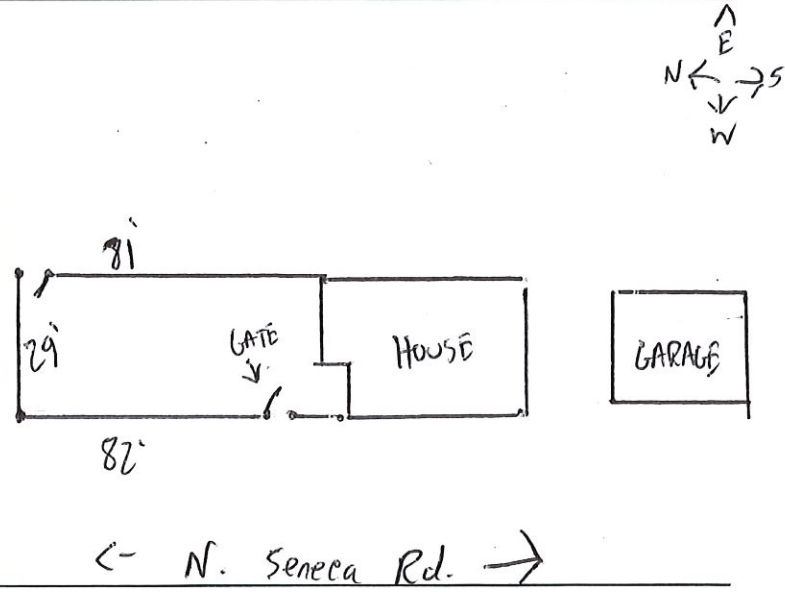 E
N S
W
81'
GATE
29'
HOUSE
GARAGE
82'
<- N. Seneca Rd. ->